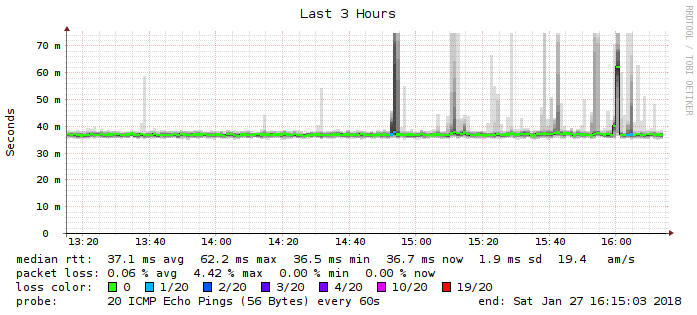 Last 3 Hours
RRDTOOL / TOBI OETIKER
Seconds
70 m
60 m
50 m
40 m
30 m
20 m
10 m
0
13:20 13:40 14:00 14:20 14:40 15:00 15:20 15:40 16:00
median rtt: 37.1 ms avg 62.2 ms max 36.5 ms min 36.7 ms now 1.9 ms sd 19.4 am/s
packet loss: 0.06 % avg 4.42 % max 0.00 % min 0.00 % now
loss color: 0 1/20 2/20 3/20 4/20 10/20 19/20
probe: 20 ICMP Echo Pings (56 Bytes) every 60s end: Sat Jan 27 16:15:03 2018